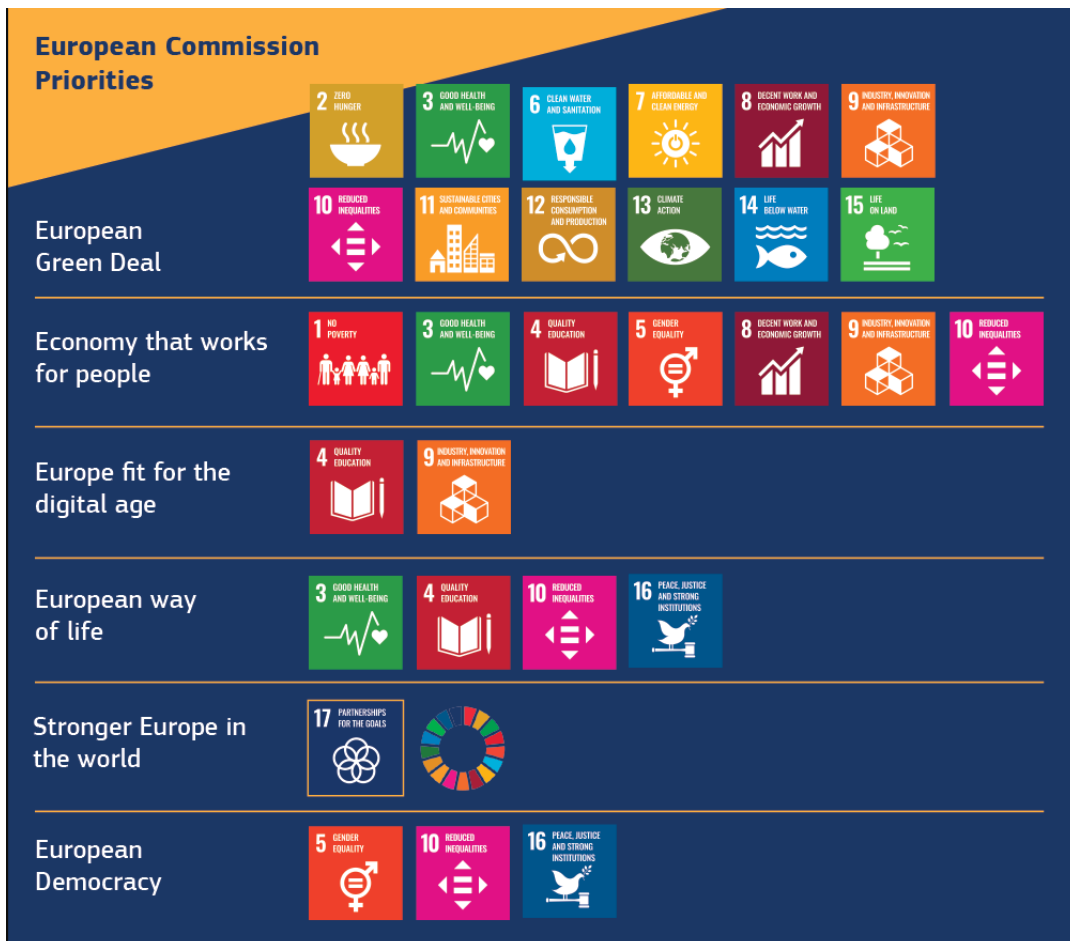 European Commission
Priorities
2 ZERO
HUNGER
3 GOOD HEALTH
AND WELL-BEING
6 CLEAN WATER
AND SANITATION
7 AFFORDABLE AND
CLEAN ENERGY
8 DECENT WORK AND
ECONOMIC GROWTH
9 INDUSTRY, INNOVATION
AND INFRASTRUCTURE
European
Green Deal
10 REDUCED
INEQUALITIES
11 SUSTAINABLE CITIES
AND COMMUNITIES
12 RESPONSIBLE
CONSUMPTION
AND PRODUCTION
13 CLIMATE
ACTION
14 LIFE
BELOW WATER
15 LIFE
ON LAND
Economy that works
for people
1 NO
POVERTY
3 GOOD HEALTH
AND WELL-BEING
4 QUALITY
EDUCATION
5 GENDER
EQUALITY
8 DECENT WORK AND
ECONOMIC GROWTH
9 INDUSTRY, INNOVATION
AND INFRASTRUCTURE
10 REDUCED
INEQUALITIES
Europe fit for the
digital age
4 QUALITY
EDUCATION
9 INDUSTRY, INNOVATION
AND INFRASTRUCTURE
European way
of life
3 GOOD HEALTH
AND WELL-BEING
4 QUALITY
EDUCATION
10 REDUCED
INEQUALITIES
16 PEACE, JUSTICE
AND STRONG
INSTITUTIONS
Stronger Europe in
the world
17 PARTNERSHIPS
FOR THE GOALS
European
Democracy
5 GENDER
EQUALITY
10 REDUCED
INEQUALITIES
16 PEACE, JUSTICE
AND STRONG
INSTITUTIONS